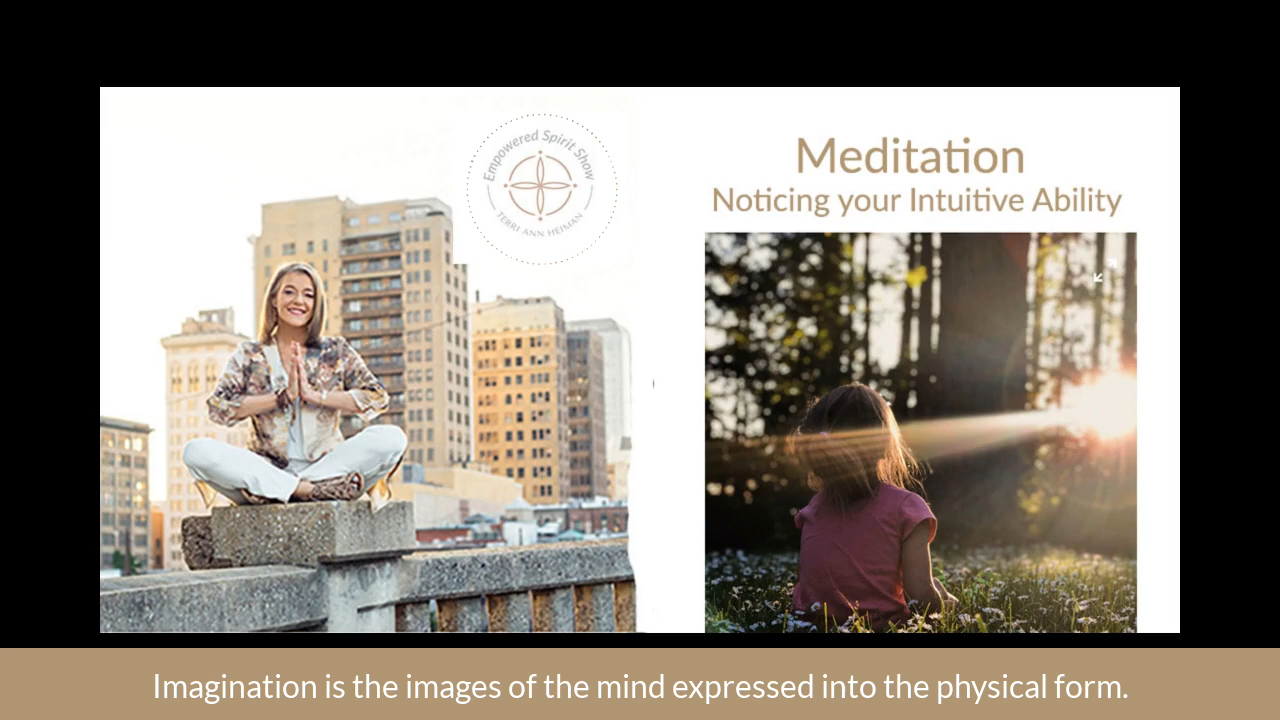 Empowered Spirit Show
TERRI ANN HEIMAN
Meditation
Noticing your Intuitive Ability
Imagination is the images of the mind expressed into the physical form.